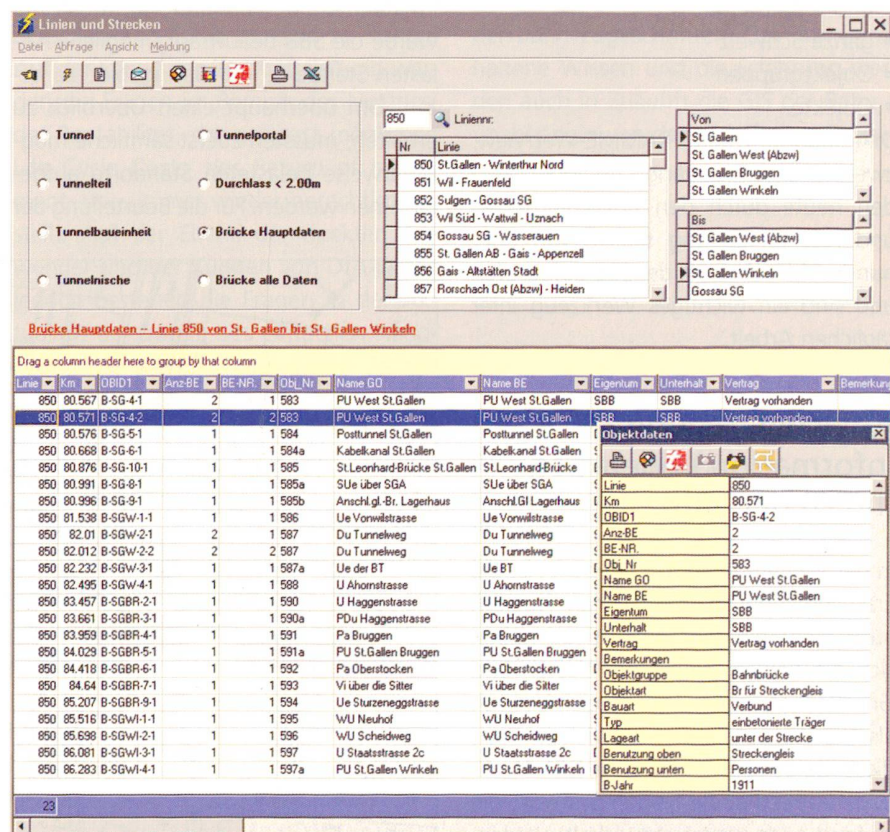 Linien und Strecken
Datei Abfrage Ansicht Meldung
850 Liniennr:
Nr Linie
850 St.Gallen - Winterthur Nord
851 Wil - Frauenfeld
852 Sulgen - Gossau SG
853 Wil Süd - Wattwil - Uznach
854 Gossau SG - Wasserauen
855 St. Gallen AB - Gais - Appenzell
856 Gais - Altstätten Stadt
857 Rorschach Ost (Abzw) - Heiden
Von
St. Gallen
St. Gallen West (Abzw)
St. Gallen Bruggen
St. Gallen Winkeln
Bis
St. Gallen West (Abzw)
St. Gallen Bruggen
St. Gallen Winkeln
Gossau SG
Tunnel Tunnelportal
Tunnelteil Durchlass < 2.00m
Tunnelbaueinheit Brücke Hauptdaten
Tunnelnische Brücke alle Daten
Brücke Hauptdaten -- Linie 850 von St. Gallen bis St. Gallen Winkeln
Drag a column header here to group by that column
Linie Km OBID1 Anz-BE BE-NR. Obj_Nr Name GO Name BE Eigentum Unterhalt Vertrag
850 80.567 B-SG-4-1 2 1 583 PU West St.Gallen PU West St.Gallen SBB SBB Vertrag vorhanden
850 80.571 B-SG-4-2 2 2 583 PU West St.Gallen PU West St.Gallen SBB SBB Vertrag vorhanden
850 80.576 B-SG-5-1 1 1 584 Posttunnel St.Gallen Posttunnel St.Gallen
850 80.668 B-SG-6-1 1 1 584a Kabelkanal St.Gallen Kabelkanal St.Gallen
850 80.876 B-SG-10-1 1 1 585 St.Leonhard-Brücke St.Gallen St.Leonhard-Brücke
850 80.991 B-SG-8-1 1 1 585a SUe über SGA SUe über SGA
850 80.996 B-SG-9-1 1 1 585b Anschl.gl.-Br. Lagerhaus Anschl.Gl Lagerhaus
850 81.538 B-SGW-1-1 1 1 586 Ue Vonwilstrasse Ue Vonwilstrasse
850 82.01 B-SGW-2-1 2 1 587 Du Tunnelweg Du Tunnelweg
850 82.012 B-SGW-2-2 2 2 587 Du Tunnelweg Du Tunnelweg
850 82.232 B-SGW-3-1 1 1 587a Ue der BT Ue BT
850 82.495 B-SGW-4-1 1 1 588 U Ahornstrasse U Ahornstrasse
850 83.457 B-SGBR-2-1 1 1 590 U Haggenstrasse U Haggenstrasse
850 83.661 B-SGBR-3-1 1 1 590a PDu Haggenstrasse PDu Haggenstrasse
850 83.959 B-SGBR-4-1 1 1 591 Pa Bruggen Pa Bruggen
850 84.029 B-SGBR-5-1 1 1 591a PU St.Gallen Bruggen PU St.Gallen Bruggen
850 84.418 B-SGBR-6-1 1 1 592 Pa Oberstocken Pa Oberstocken
850 84.64 B-SGBR-7-1 1 1 593 Vi über die Sitter Vi über die Sitter
850 85.207 B-SGBR-9-1 1 1 594 Ue Sturzeneggstrasse Ue Sturzeneggstrasse
850 85.516 B-SGWI-1-1 1 1 595 WU Neuhof WU Neuhof
850 85.698 B-SGWI-2-1 1 1 596 WU Scheidweg WU Scheidweg
850 86.081 B-SGWI-3-1 1 1 597 U Staatsstrasse 2c U Staatsstrasse 2c
850 86.283 B-SGWI-4-1 1 1 597a PU St.Gallen Winkeln PU St.Gallen Winkeln
23
Objektdaten
Linie 850
Km 80.571
OBID1 B-SG-4-2
Anz-BE 2
BE-NR. 2
Obj_Nr 583
Name GO PU West St.Gallen
Name BE PU West St.Gallen
Eigentum SBB
Unterhalt SBB
Vertrag Vertrag vorhanden
Bemerkungen
Objektgruppe Bahnbrücke
Objektart Br für Streckengleis
Bauart Verbund
Typ einbetonierte Träger
Lageart unter der Strecke
Benutzung oben Streckengleis
Benutzung unten Personen
B-Jahr 1911